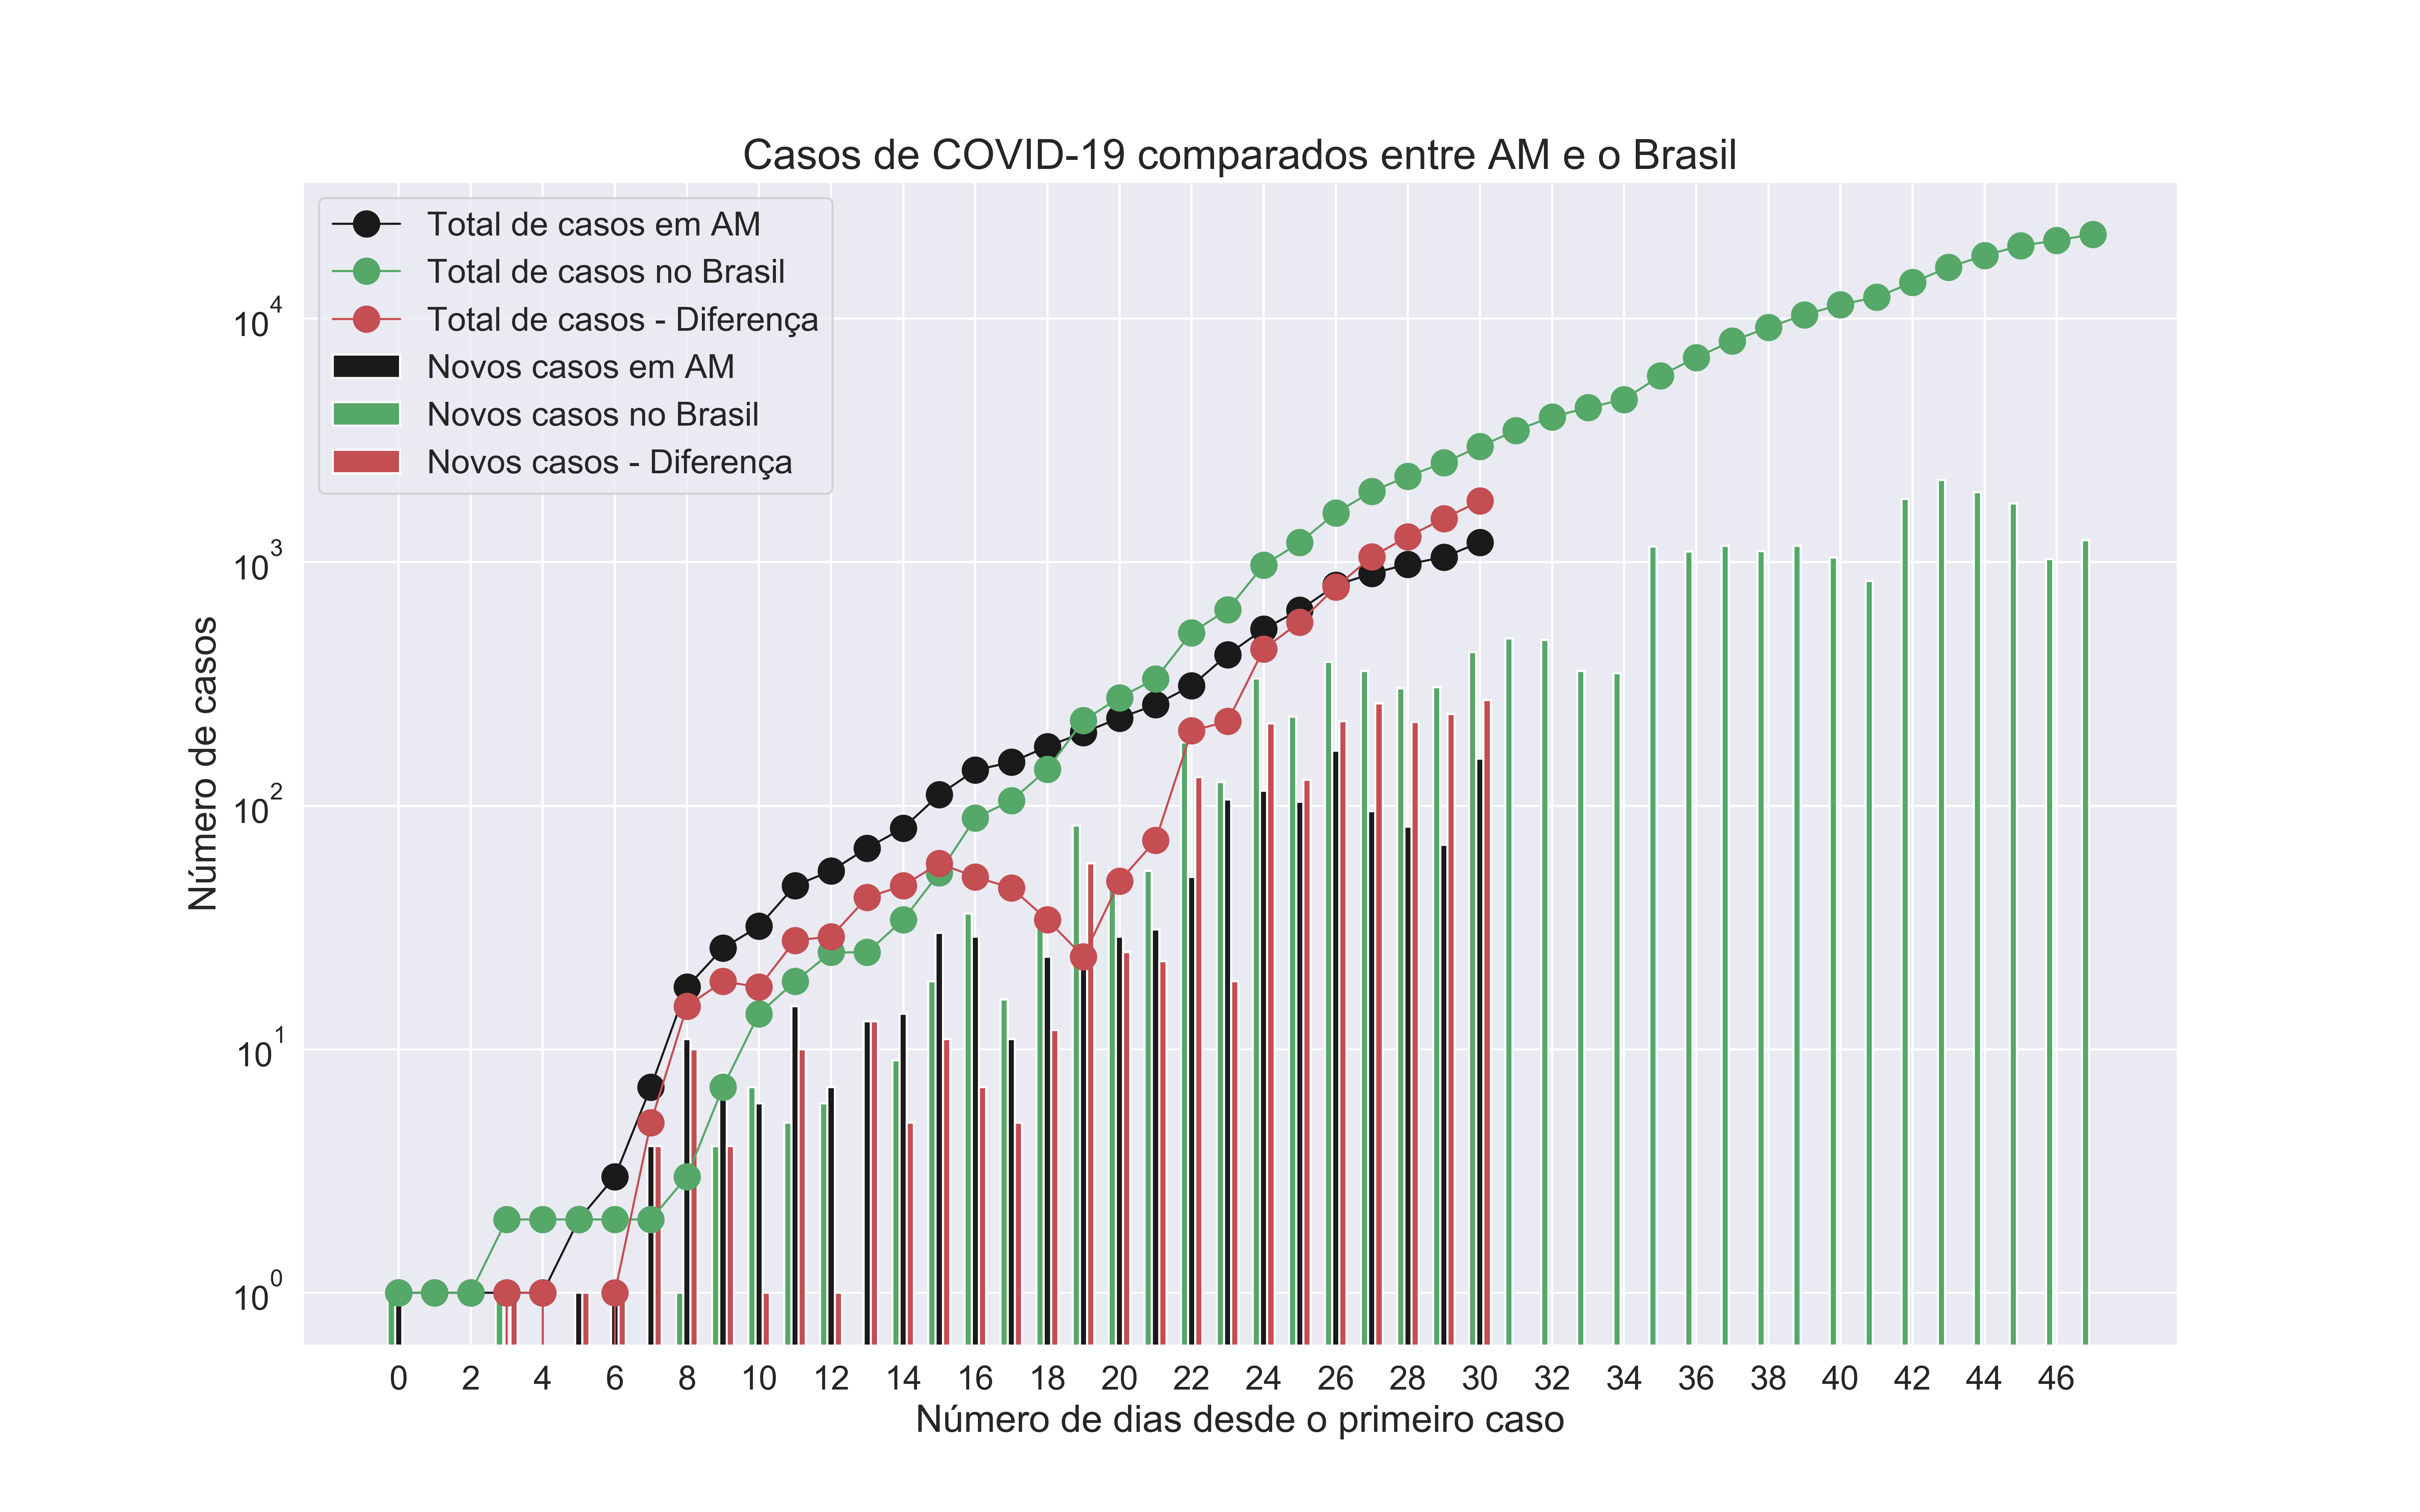 Casos de COVID-19 comparados entre AM e o Brasil
Total de casos em AM
Total de casos no Brasil
Total de casos - Diferença
Novos casos em AM
Novos casos no Brasil
Novos casos - Diferença
Número de casos
10^4
10^3
10^2
10^1
10^0
0 2 4 6 8 10 12 14 16 18 20 22 24 26 28 30 32 34 36 38 40 42 44 46
Número de dias desde o primeiro caso